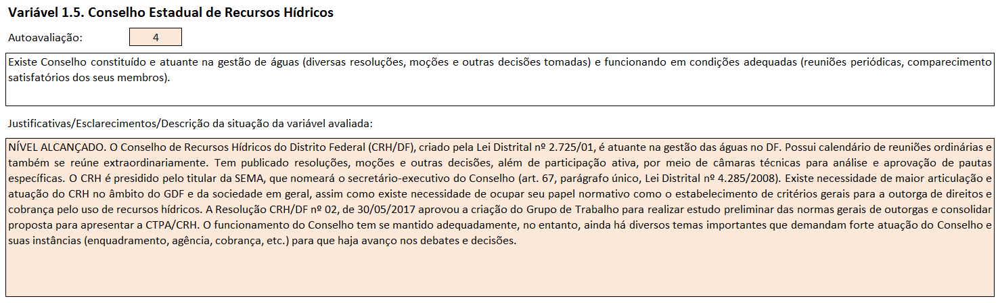 Variável 1.5. Conselho Estadual de Recursos Hídricos
Autoavaliação: 4
Existe Conselho constituído e atuante na gestão de águas (diversas resoluções, moções e outras decisões tomadas) e funcionando em condições adequadas (reuniões periódicas, comparecimento
satisfatórios dos seus membros).
Justificativas/Esclarecimentos/Descrição da situação da variável avaliada:
NÍVEL ALCANÇADO. O Conselho de Recursos Hídricos do Distrito Federal (CRH/DF), criado pela Lei Distrital nº 2.725/01, é atuante na gestão das águas no DF. Possui calendário de reuniões ordinárias e
também se reúne extraordinariamente. Tem publicado resoluções, moções e outras decisões, além de participação ativa, por meio de câmaras técnicas para análise e aprovação de pautas
específicas. O CRH é presidido pelo titular da SEMA, que nomeará o secretário-executivo do Conselho (art. 67, parágrafo único, Lei Distrital nº 4.285/2008). Existe necessidade de maior articulação e
atuação do CRH no âmbito do GDF e da sociedade em geral, assim como existe necessidade de ocupar seu papel normativo como o estabelecimento de critérios gerais para a outorga de direitos e
cobrança pelo uso de recursos hídricos. A Resolução CRH/DF nº 02, de 30/05/2017 aprovou a criação do Grupo de Trabalho para realizar estudo preliminar das normas gerais de outorgas e consolidar
proposta para apresentar a CTPA/CRH. O funcionamento do Conselho tem se mantido adequadamente, no entanto, ainda há diversos temas importantes que demandam forte atuação do Conselho e
suas instâncias (enquadramento, agência, cobrança, etc.) para que haja avanço nos debates e decisões.